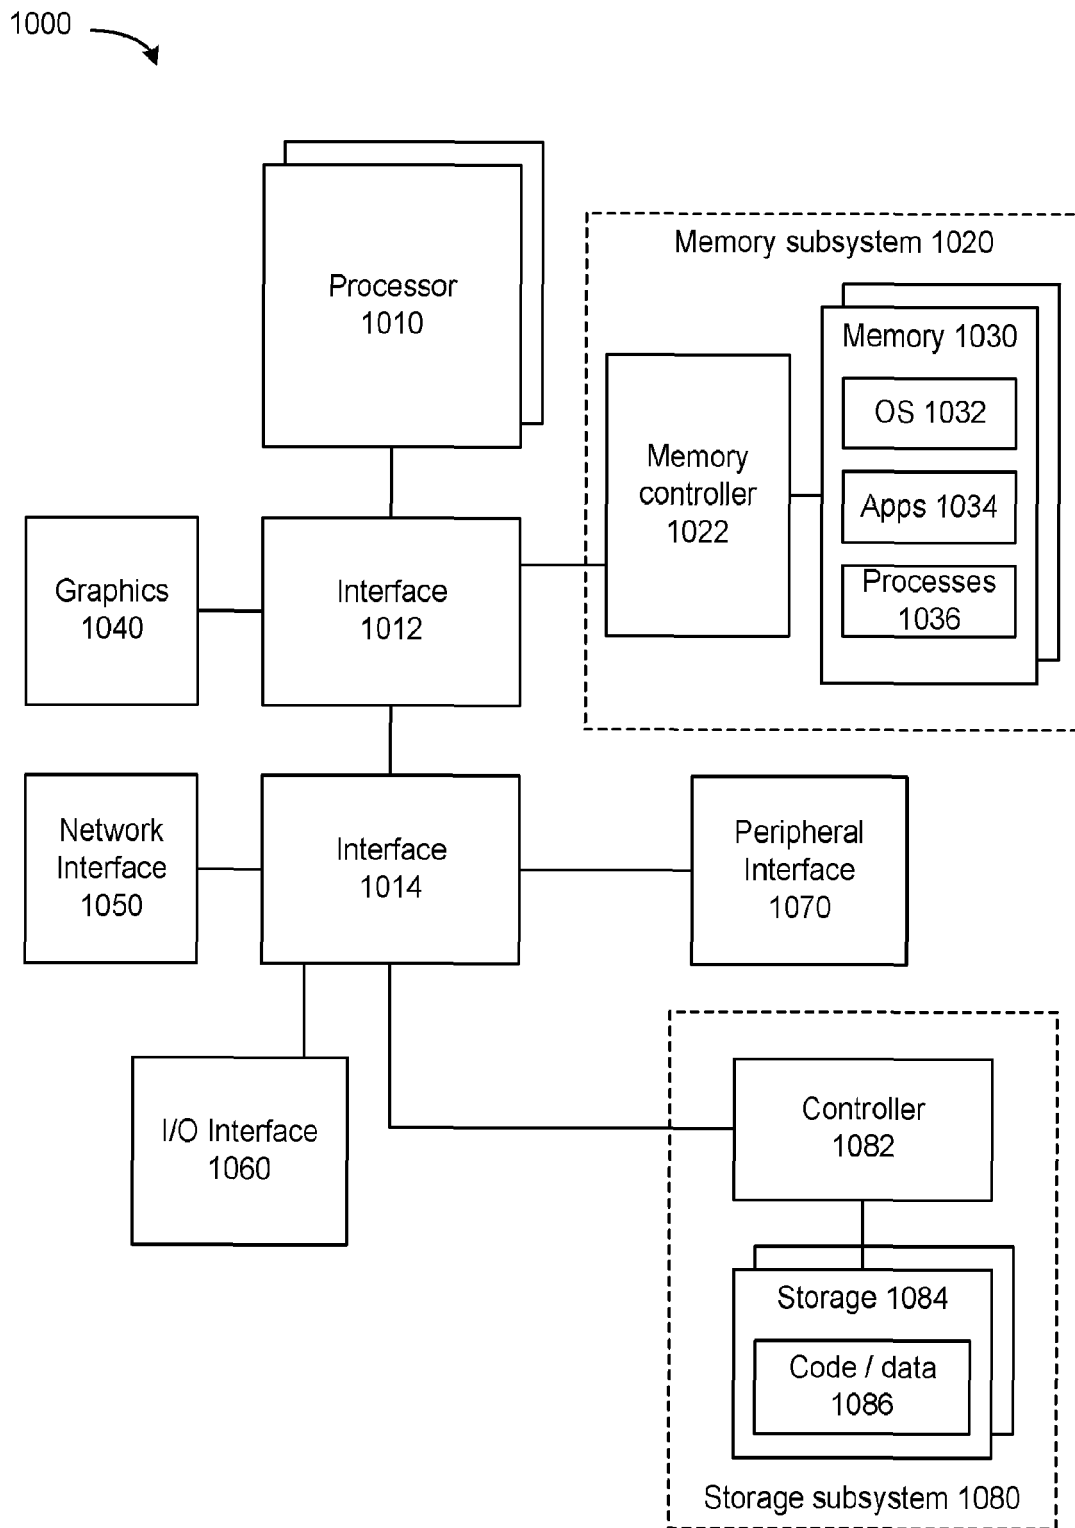 1000
Processor
1010
Memory subsystem 1020
Memory 1030
OS 1032
Apps 1034
Processes
1036
Memory
controller
1022
Graphics
1040
Interface
1012
Network
Interface
1050
Interface
1014
Peripheral
Interface
1070
I/O Interface
1060
Controller
1082
Storage 1084
Code / data
1086
Storage subsystem 1080